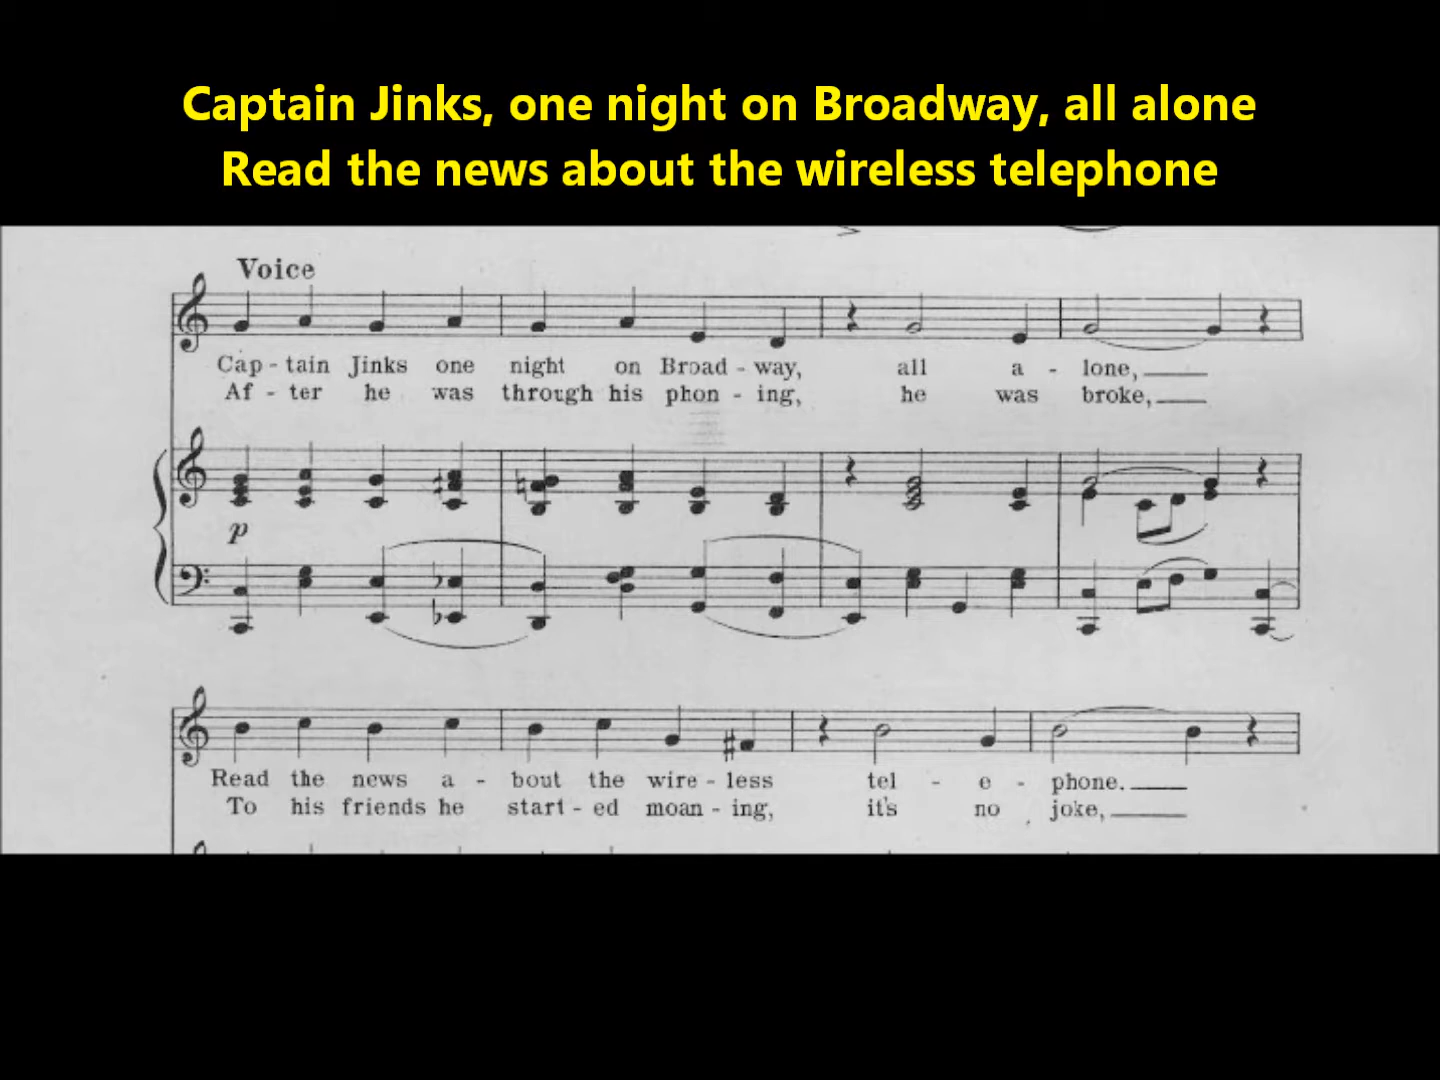 Captain Jinks, one night on Broadway, all alone
Read the news about the wireless telephone
Voice
Cap - tain Jinks one night on Broad - way, all a - lone,
Af - ter he was through his phon - ing, he was broke,
p
Read the news a - bout the wire - less tel - e - phone.
To his friends he start - ed moan - ing, it's no joke,